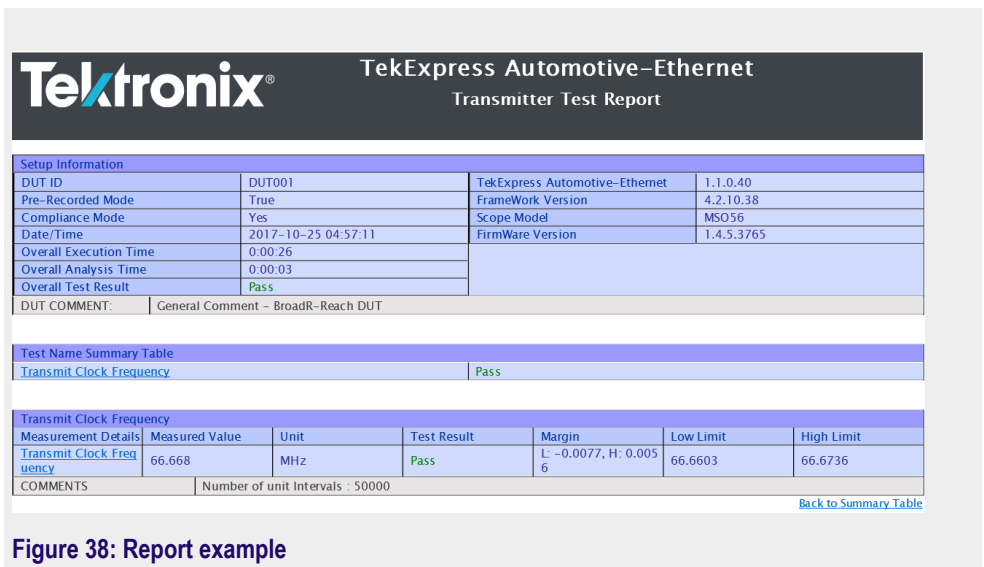 Tektronix®
TekExpress Automotive-Ethernet
Transmitter Test Report
Setup Information
DUT ID DUT001 TekExpress Automotive-Ethernet 1.1.0.40
Pre-Recorded Mode True FrameWork Version 4.2.10.38
Compliance Mode Yes Scope Model MSO56
Date/Time 2017-10-25 04:57:11 FirmWare Version 1.4.5.3765
Overall Execution Time 0:00:26
Overall Analysis Time 0:00:03
Overall Test Result Pass
DUT COMMENT: General Comment - BroadR-Reach DUT
Test Name Summary Table
Transmit Clock Frequency Pass
Transmit Clock Frequency
Measurement Details Measured Value Unit Test Result Margin Low Limit High Limit
Transmit Clock Freq
uency 66.668 MHz Pass L: -0.0077, H: 0.005
6 66.6603 66.6736
COMMENTS Number of unit Intervals : 50000
Back to Summary Table
Figure 38: Report example